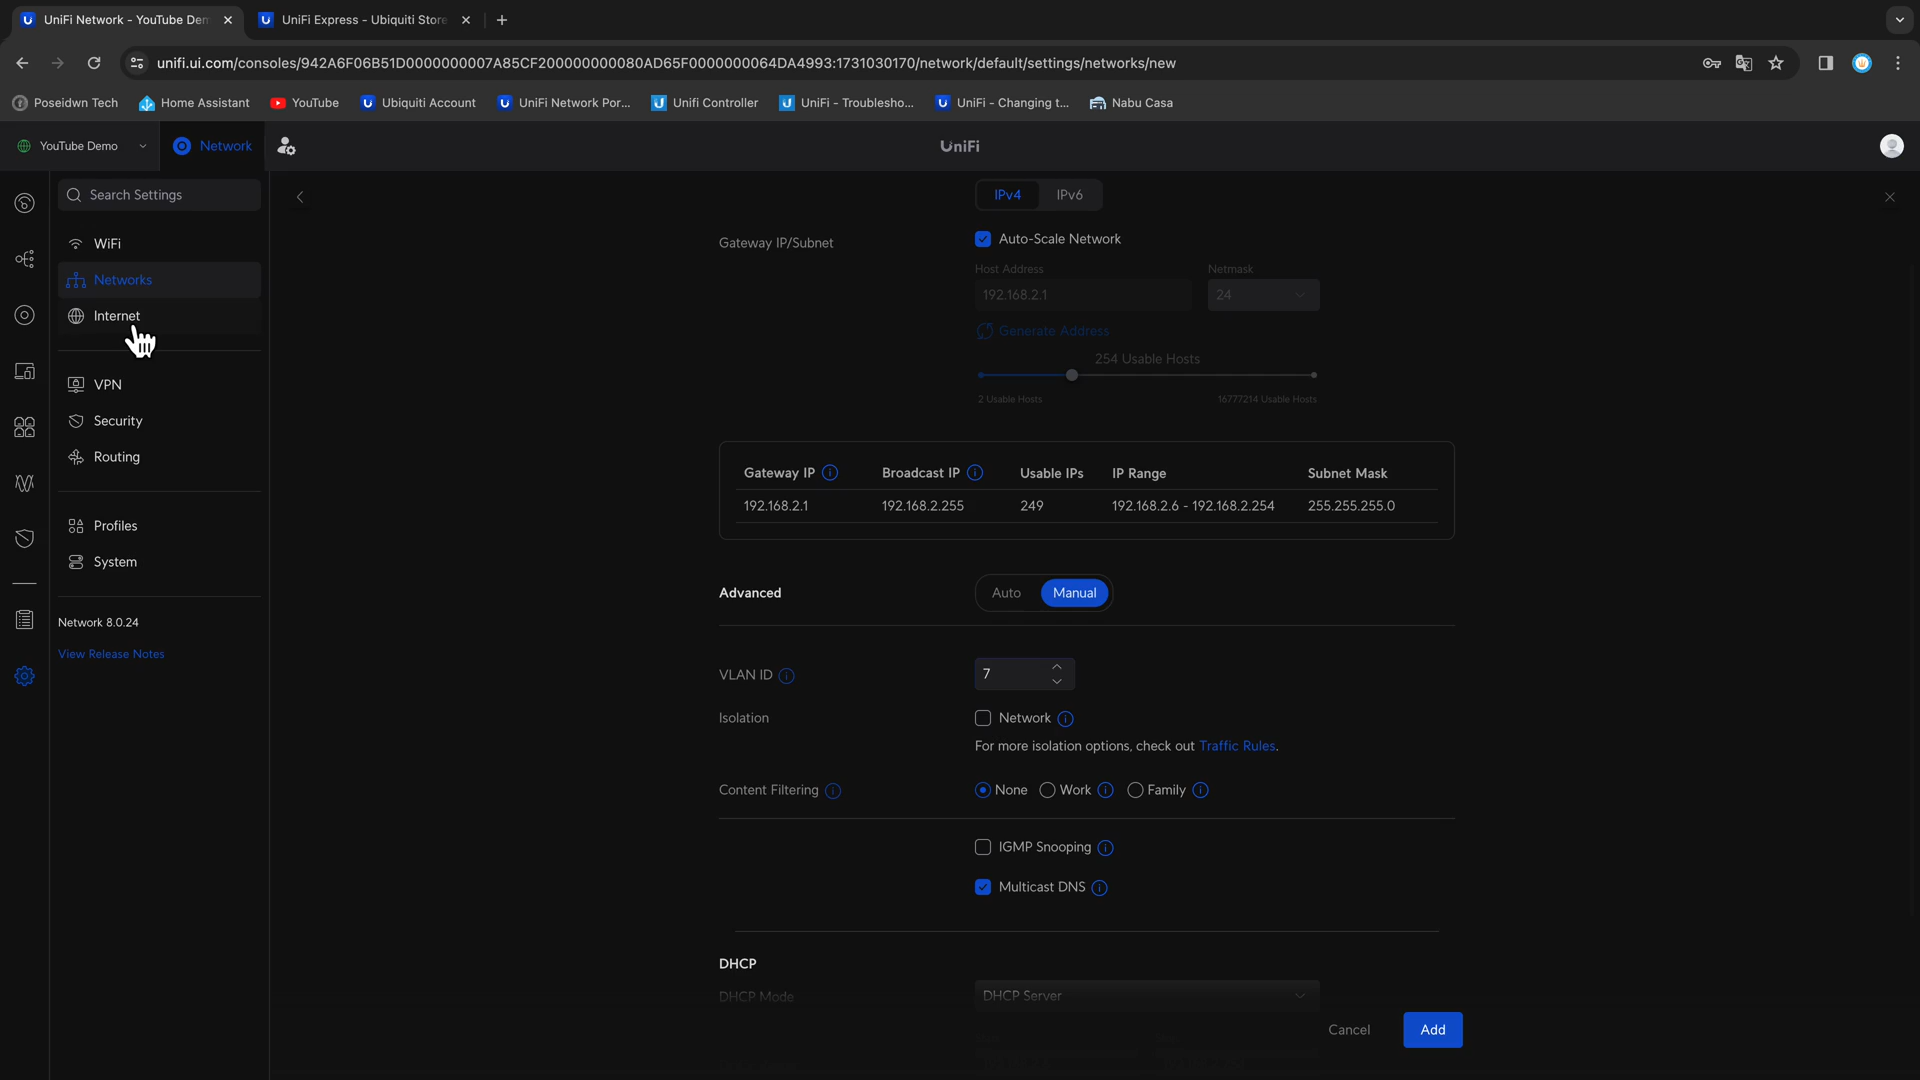 UniFi Network - YouTube Dem
UniFi Express - Ubiquiti Store
unifi.ui.com/consoles/942A6F06B51D0000000007A85CF200000000080AD65F0000000064DA4993:1731030170/network/default/settings/networks/new
Poseidwn Tech
Home Assistant
YouTube
Ubiquiti Account
UniFi Network Por...
Unifi Controller
UniFi - Troublesho...
UniFi - Changing t...
Nabu Casa
YouTube Demo
Network
UniFi
Search Settings
WiFi
Networks
Internet
VPN
Security
Routing
Profiles
System
Network 8.0.24
View Release Notes
IPv4 IPv6
Gateway IP/Subnet
Auto-Scale Network
Host Address Netmask
192.168.2.1 24
Generate Address
254 Usable Hosts
2 Usable Hosts 16777214 Usable Hosts
Gateway IP Broadcast IP Usable IPs IP Range Subnet Mask
192.168.2.1 192.168.2.255 249 192.168.2.6 - 192.168.2.254 255.255.255.0
Advanced Auto Manual
VLAN ID 7
Isolation Network
For more isolation options, check out Traffic Rules.
Content Filtering None Work Family
IGMP Snooping
Multicast DNS
DHCP
DHCP Mode DHCP Server
Cancel Add